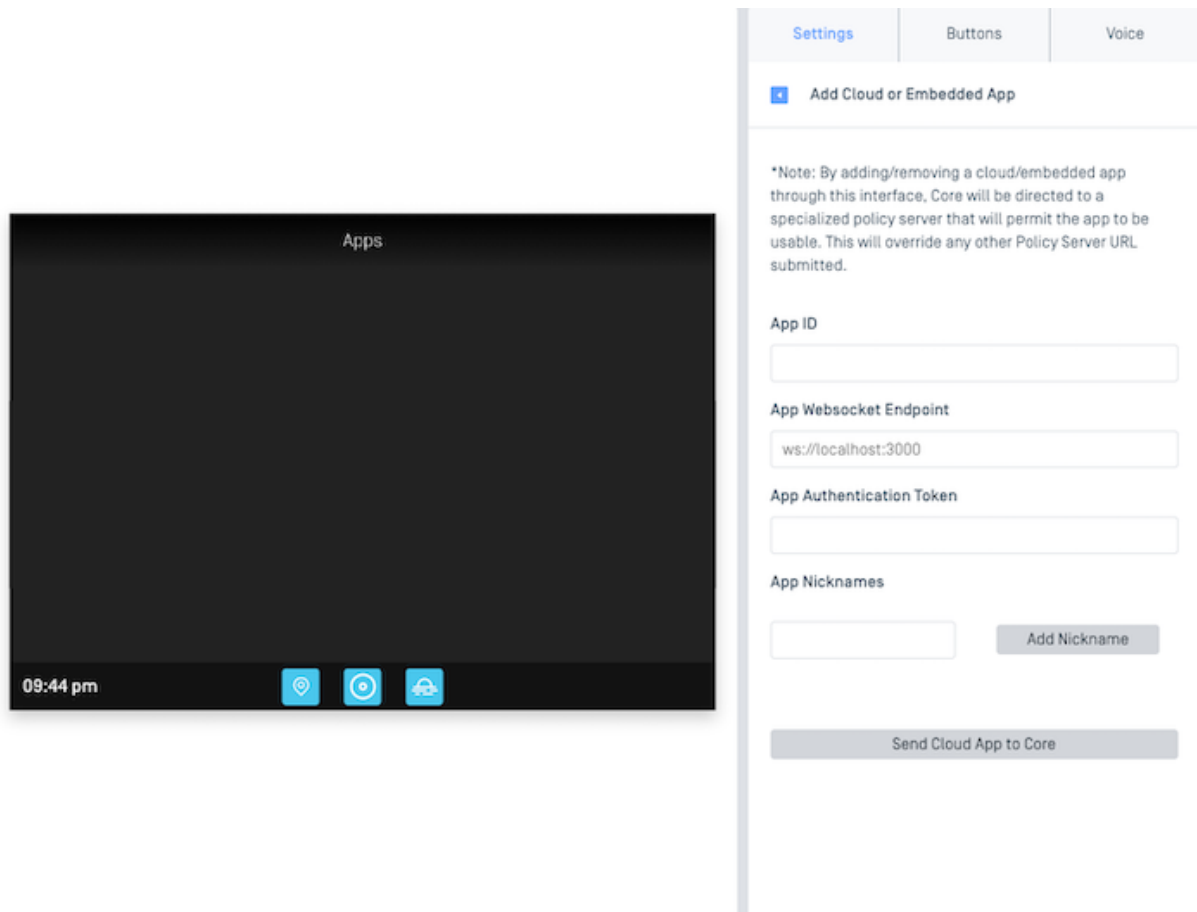 Settings
Buttons
Voice
Add Cloud or Embedded App
*Note: By adding/removing a cloud/embedded app
through this interface, Core will be directed to a
specialized policy server that will permit the app to be
usable. This will override any other Policy Server URL
submitted.
Apps
App ID
App Websocket Endpoint
ws://localhost:3000
App Authentication Token
App Nicknames
Add Nickname
09:44 pm
Send Cloud App to Core